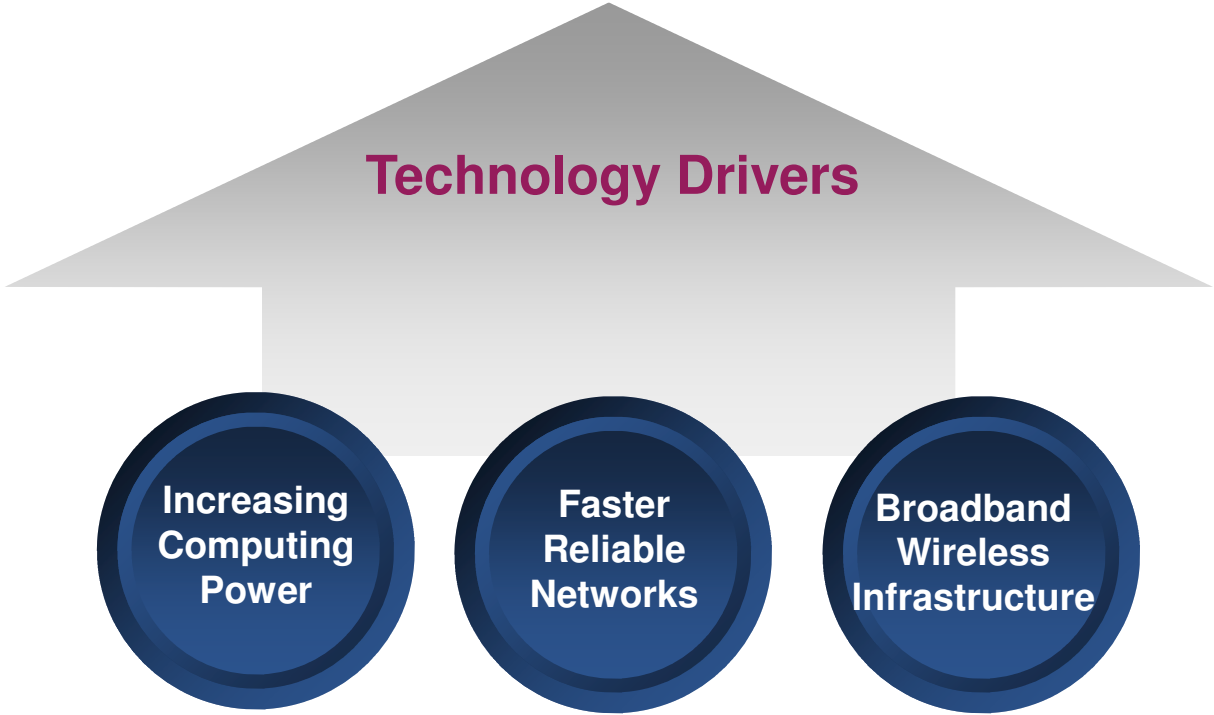 Technology Drivers
Increasing
Computing
Power
Faster
Reliable
Networks
Broadband
Wireless
Infrastructure